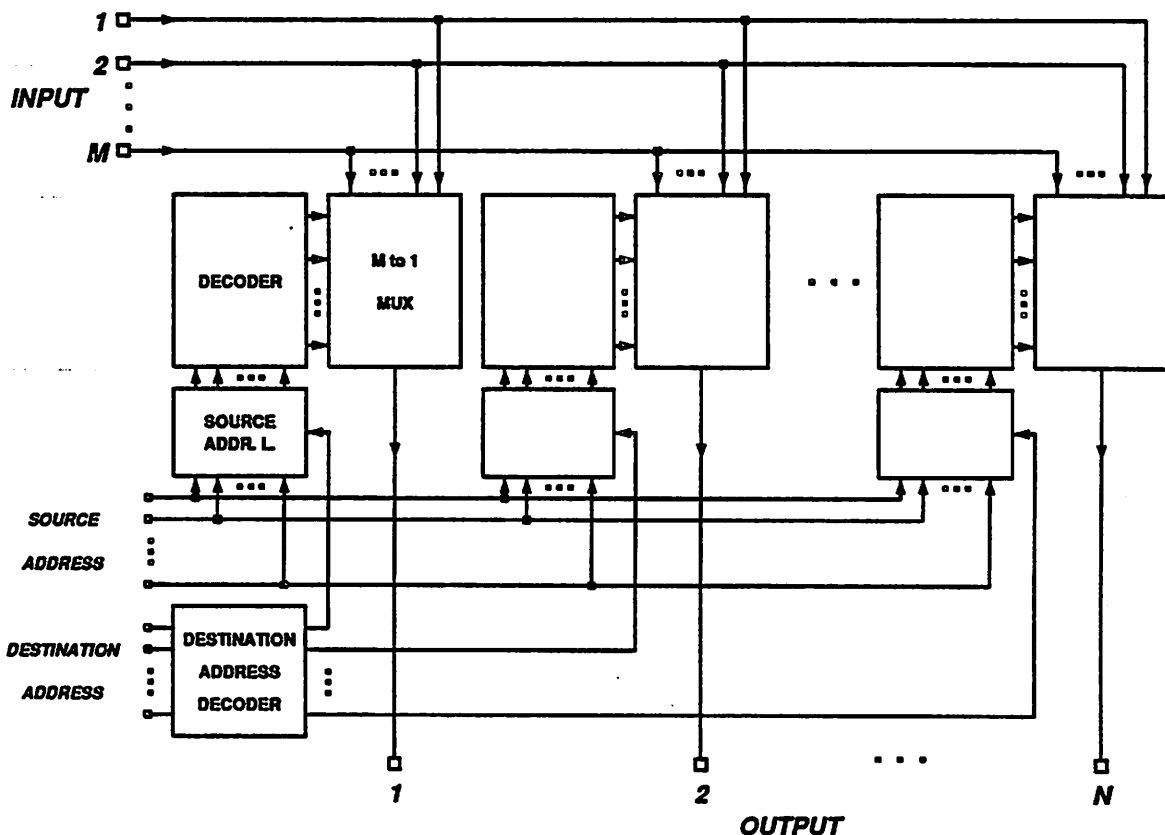 1
2
INPUT
M
DECODER
M to 1
MUX
SOURCE
ADDR. L.
SOURCE
ADDRESS
DESTINATION
ADDRESS
DESTINATION
ADDRESS
DECODER
1
2
N
OUTPUT